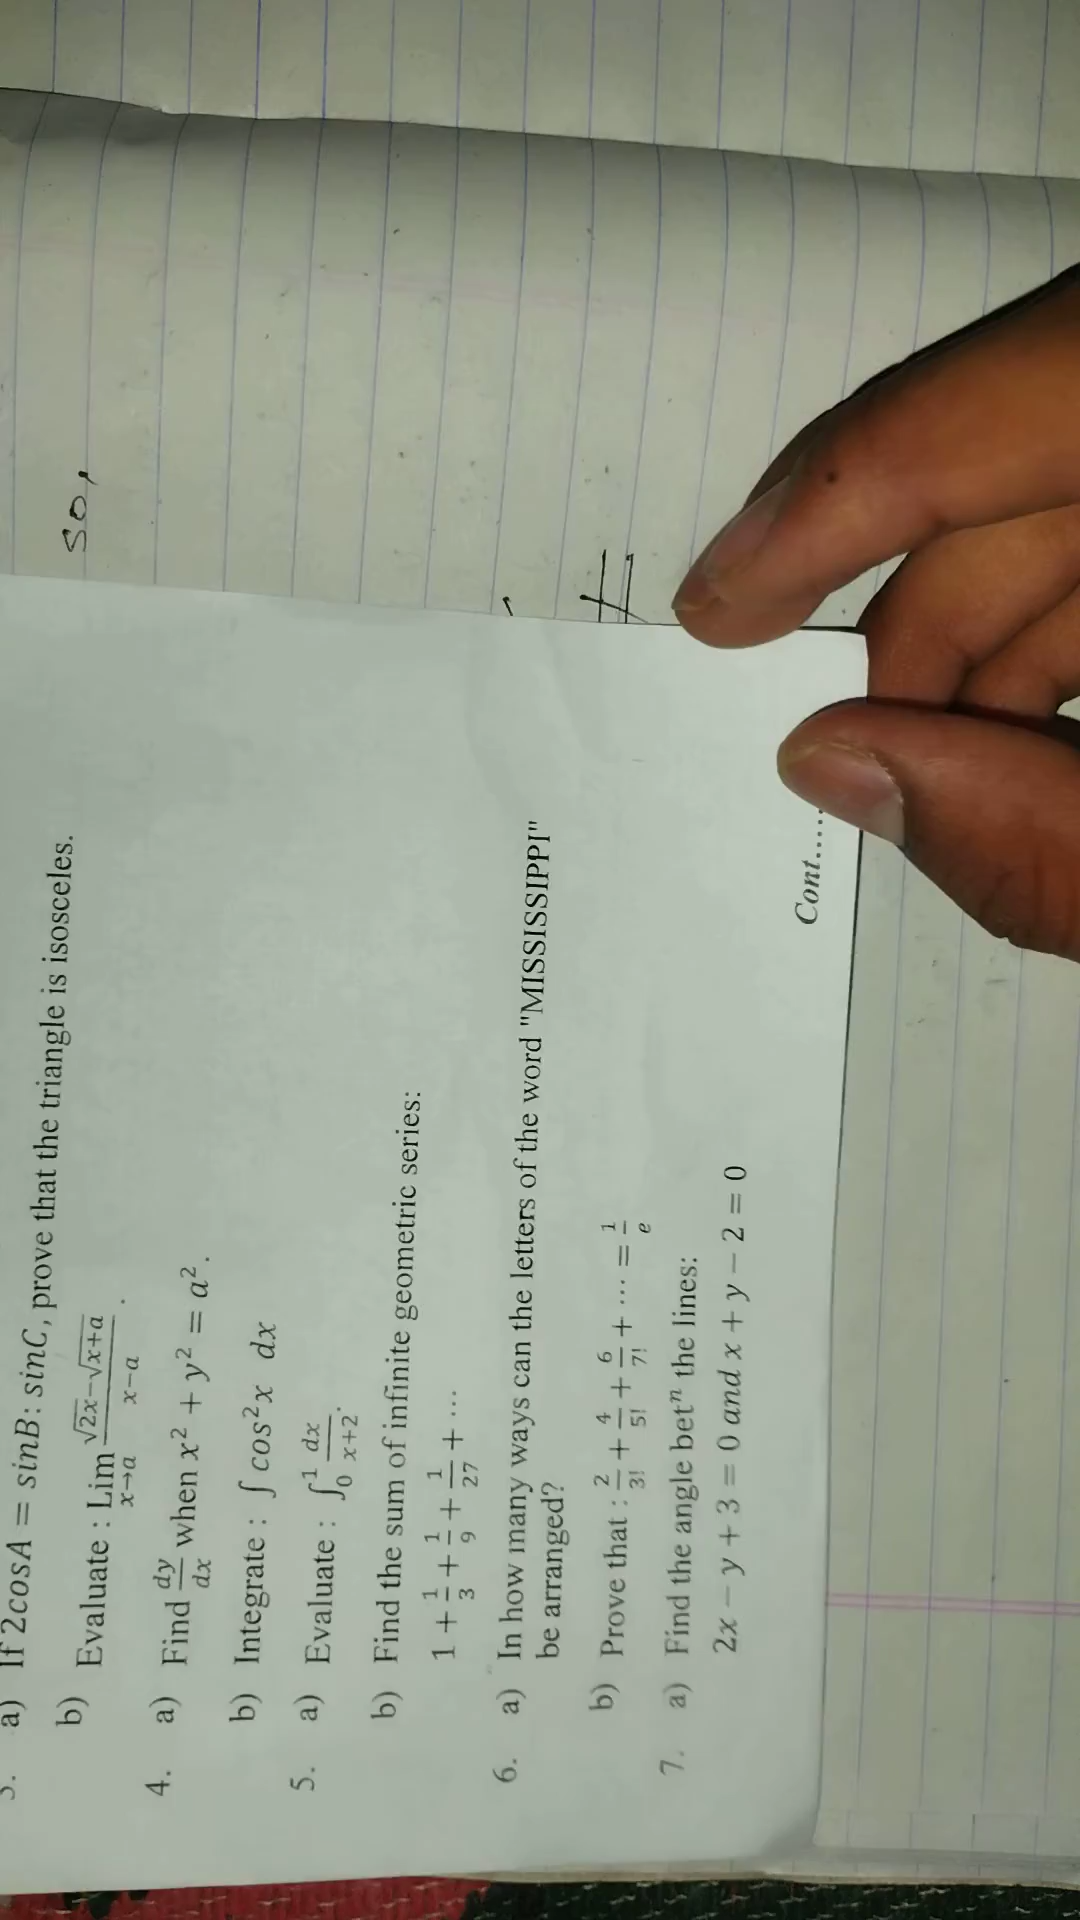 a) If 2cosA = sinB: sinC, prove that the triangle is isosceles.
b) Evaluate : Lim x→a (√2x−√x+a)/(x−a) .
4. a) Find dy/dx when x² + y² = a² .
b) Integrate : ∫ cos²x dx
5. a) Evaluate : ∫₀¹ dx/(x+2) .
b) Find the sum of infinite geometric series:
1 + 1/3 + 1/9 + 1/27 + ...
6. a) In how many ways can the letters of the word "MISSISSIPPI"
be arranged?
b) Prove that : 2/3! + 4/5! + 6/7! + ... = 1/e
7. a) Find the angle betⁿ the lines:
2x − y + 3 = 0 and x + y − 2 = 0
Cont.....
so,